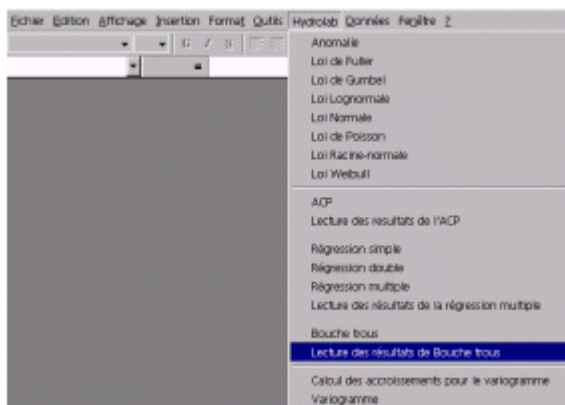 Fichier Edition Affichage Insertion Format Outils Hydrolab Données Fenêtre ?
G I S
=
Anomalie
Loi de Fuller
Loi de Gumbel
Loi Lognormale
Loi Normale
Loi de Poisson
Loi Racine-normale
Loi Weibull
ACP
Lecture des resultats de l'ACP
Régression simple
Régression double
Régression multiple
Lecture des résultats de la régression multiple
Bouche trous
Lecture des résultats de Bouche trous
Calcul des accroissements pour le variogramme
Variogramme